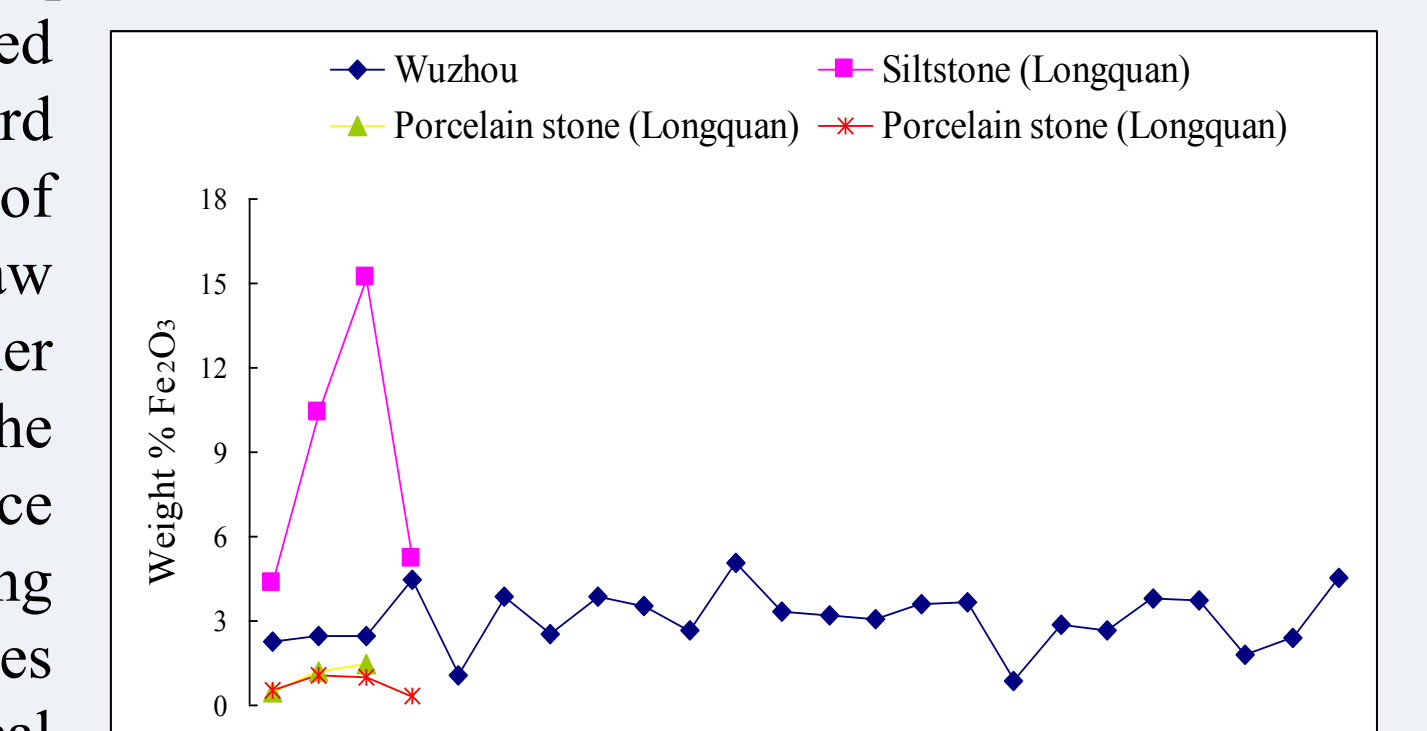 ed
rd
of
aw
er
he
ce
ng
es
Wuzhou
Siltstone (Longquan)
Porcelain stone (Longquan)
Porcelain stone (Longquan)
Weight % Fe2O3
18
15
12
9
6
3
0